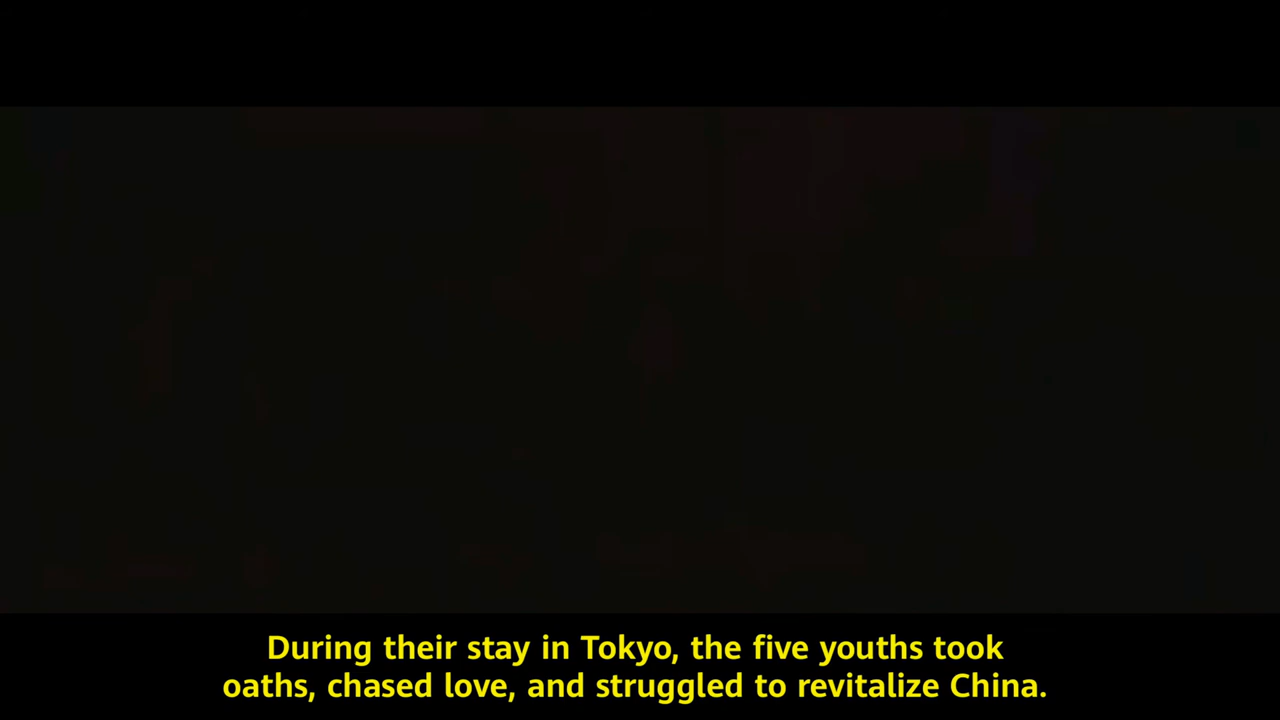 During their stay in Tokyo, the five youths took
oaths, chased love, and struggled to revitalize China.